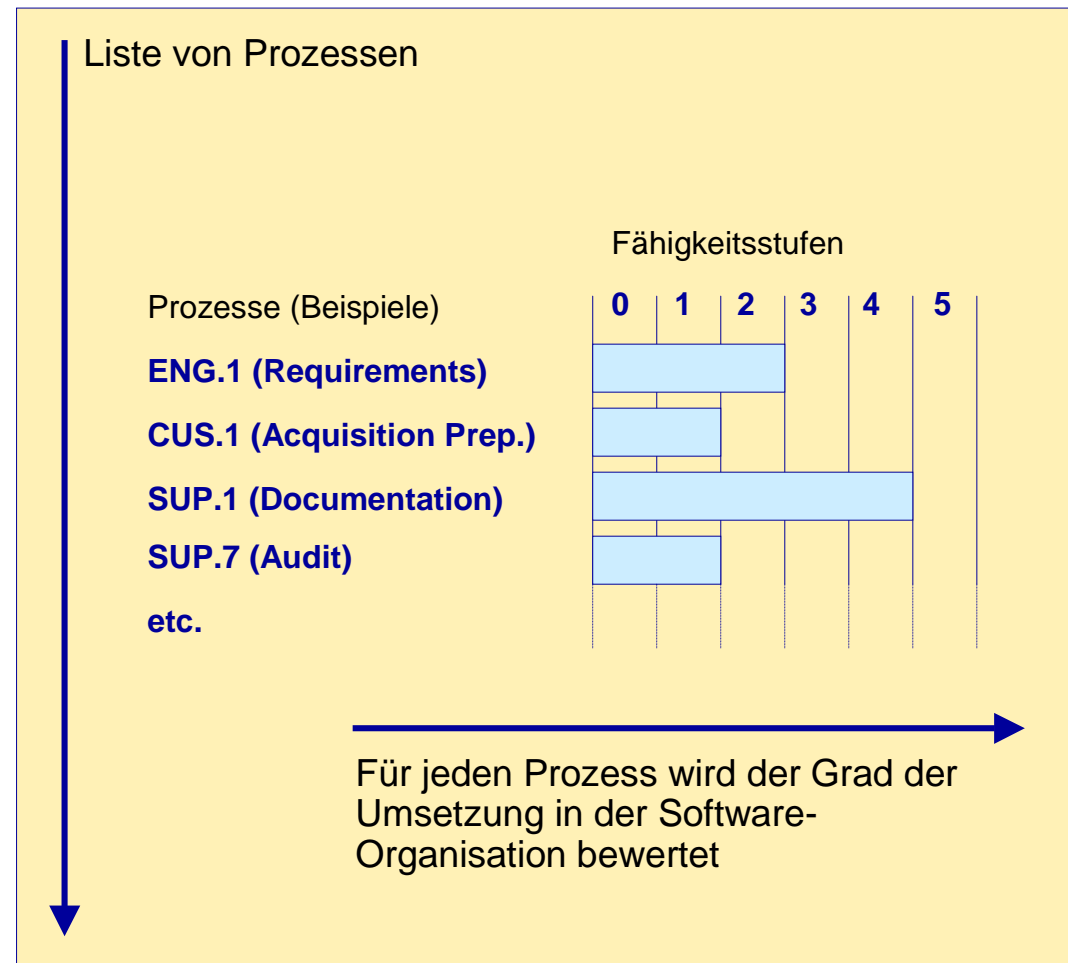 Liste von Prozessen
Fähigkeitsstufen
Prozesse (Beispiele) 0 1 2 3 4 5
ENG.1 (Requirements)
CUS.1 (Acquisition Prep.)
SUP.1 (Documentation)
SUP.7 (Audit)
etc.
Für jeden Prozess wird der Grad der
Umsetzung in der Software-
Organisation bewertet